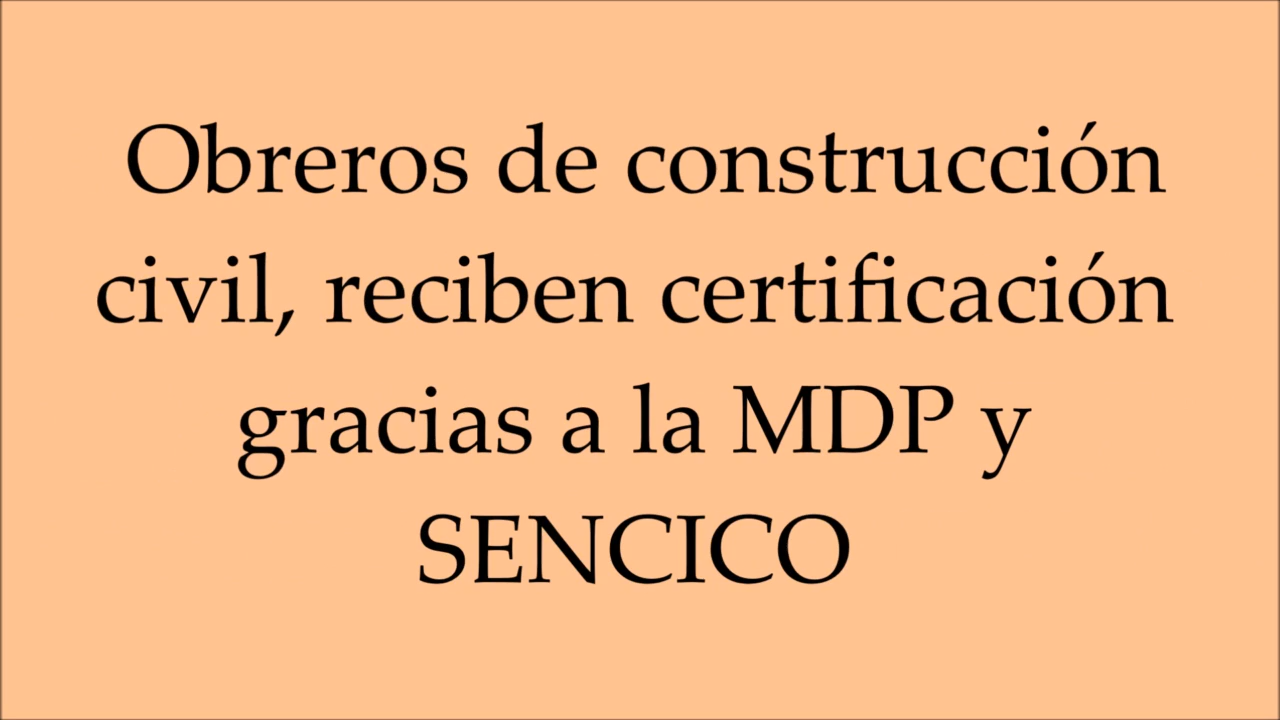 Obreros de construcción
civil, reciben certificación
gracias a la MDP y
SENCICO